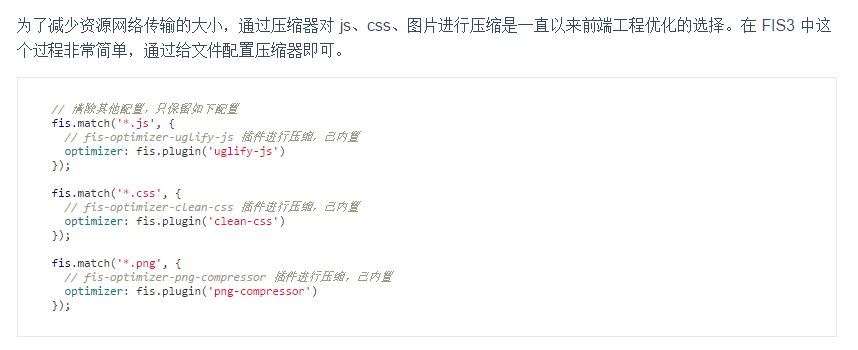 为了减少资源网络传输的大小，通过压缩器对 js、css、图片进行压缩是一直以来前端工程优化的选择。在 FIS3 中这
个过程非常简单，通过给文件配置压缩器即可。
// 清除其他配置，只保留如下配置
fis.match('*.js', {
  // fis-optimizer-uglify-js 插件进行压缩，已内置
  optimizer: fis.plugin('uglify-js')
});
fis.match('*.css', {
  // fis-optimizer-clean-css 插件进行压缩，已内置
  optimizer: fis.plugin('clean-css')
});
fis.match('*.png', {
  // fis-optimizer-png-compressor 插件进行压缩，已内置
  optimizer: fis.plugin('png-compressor')
});